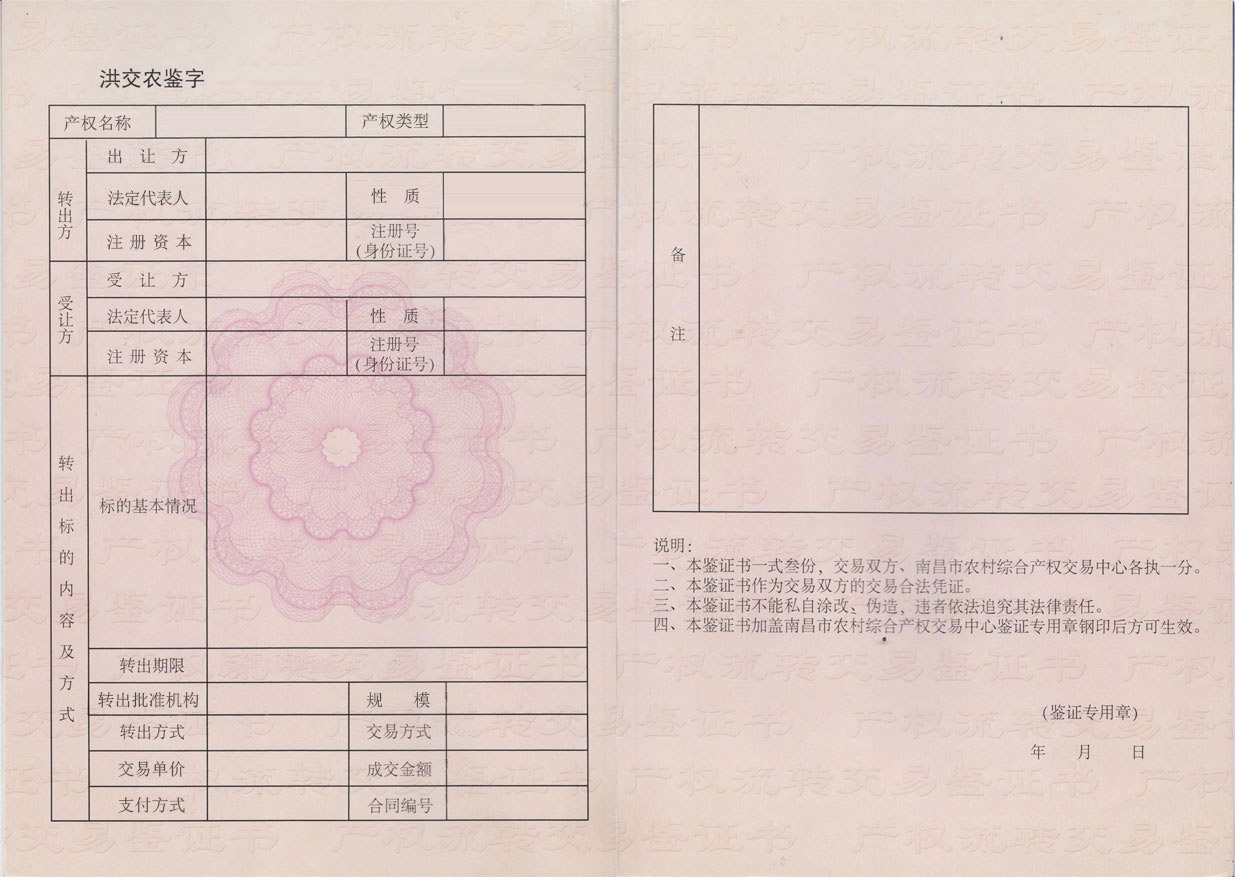 洪交农鉴字
产权名称 产权类型
转出方
出 让 方
法定代表人 性 质
注 册 资 本 注册号
(身份证号)
受让方
受 让 方
法定代表人 性 质
注 册 资 本 注册号
(身份证号)
转出标的内容及方式
标的基本情况
转出期限
转出批准机构 规 模
转出方式 交易方式
交易单价 成交金额
支付方式 合同编号
备
注
说明:
一、本鉴证书一式叁份，交易双方、南昌市农村综合产权交易中心各执一分。
二、本鉴证书作为交易双方的交易合法凭证。
三、本鉴证书不能私自涂改、伪造，违者依法追究其法律责任。
四、本鉴证书加盖南昌市农村综合产权交易中心鉴证专用章钢印后方可生效。
(鉴证专用章)
年 月 日
产权流转交易鉴证书